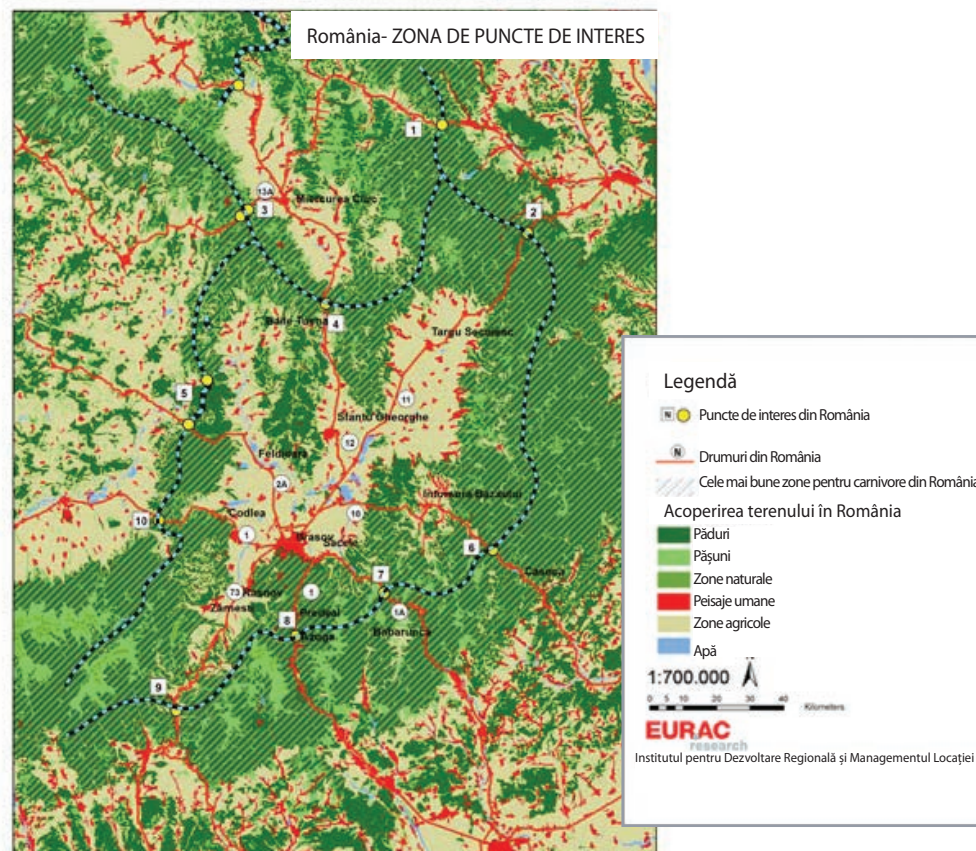 România- ZONA DE PUNCTE DE INTERES
1
2
13A
Miercurea Ciuc
3
Baile Tusnad
4
Targu Secuiesc
5
11
Sfantu Gheorghe
12
Feldioara
2A
Intorsura Buzaului
10
Codlea
10
1
Brasov
Sacele
6
7
Casoca
73
Rasnov
1
Zărnesti
8
Predeal
1A
Babarunca
Azuga
9
Legendă
N
Puncte de interes din România
N
Drumuri din România
Cele mai bune zone pentru carnivore din România
Acoperirea terenului în România
Păduri
Pășuni
Zone naturale
Peisaje umane
Zone agricole
Apă
1:700.000
0 5 10 20 30 40
Kilometers
EURAC
research
Institutul pentru Dezvoltare Regională și Managementul Locației